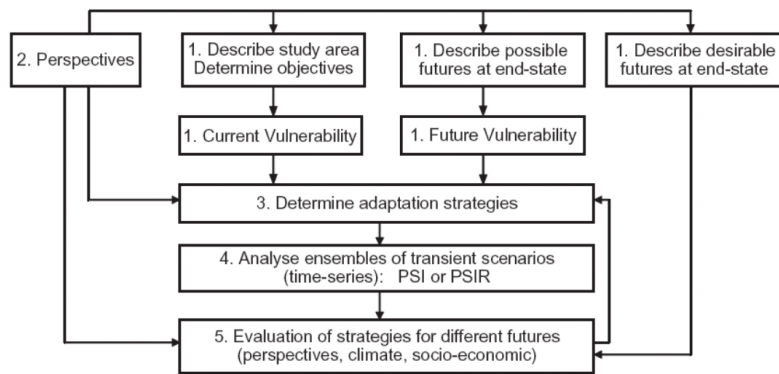 2. Perspectives
1. Describe study area
Determine objectives
1. Describe possible
futures at end-state
1. Describe desirable
futures at end-state
1. Current Vulnerability
1. Future Vulnerability
3. Determine adaptation strategies
4. Analyse ensembles of transient scenarios
(time-series): PSI or PSIR
5. Evaluation of strategies for different futures
(perspectives, climate, socio-economic)